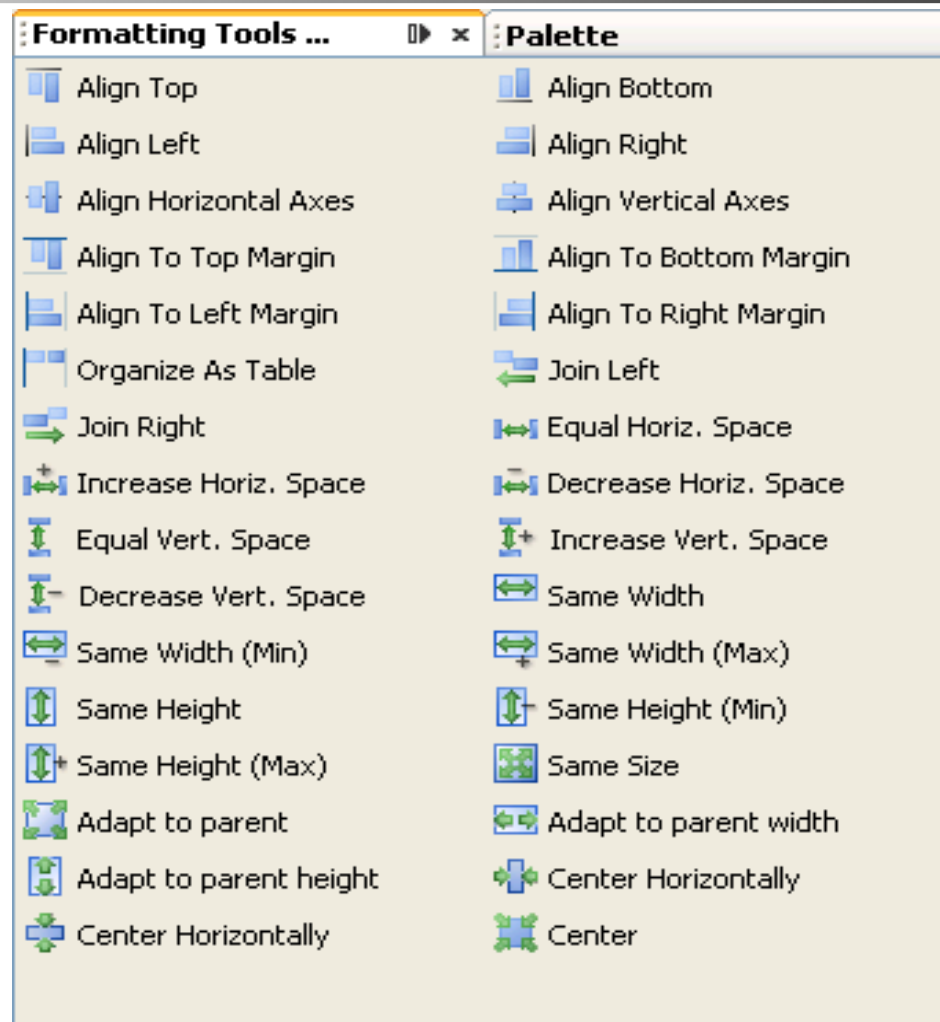 Formatting Tools ... Palette
Align Top Align Bottom
Align Left Align Right
Align Horizontal Axes Align Vertical Axes
Align To Top Margin Align To Bottom Margin
Align To Left Margin Align To Right Margin
Organize As Table Join Left
Join Right Equal Horiz. Space
Increase Horiz. Space Decrease Horiz. Space
Equal Vert. Space Increase Vert. Space
Decrease Vert. Space Same Width
Same Width (Min) Same Width (Max)
Same Height Same Height (Min)
Same Height (Max) Same Size
Adapt to parent Adapt to parent width
Adapt to parent height Center Horizontally
Center Horizontally Center